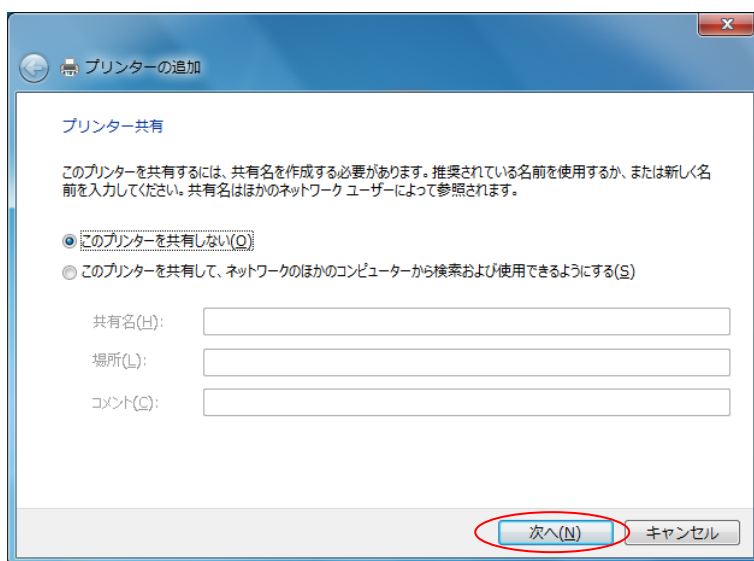 プリンターの追加
プリンター共有
このプリンターを共有するには、共有名を作成する必要があります。推奨されている名前を使用するか、または新しく名
前を入力してください。共有名はほかのネットワーク ユーザーによって参照されます。
このプリンターを共有しない(O)
このプリンターを共有して、ネットワークのほかのコンピューターから検索および使用できるようにする(S)
共有名(H):
場所(L):
コメント(C):
次へ(N) キャンセル